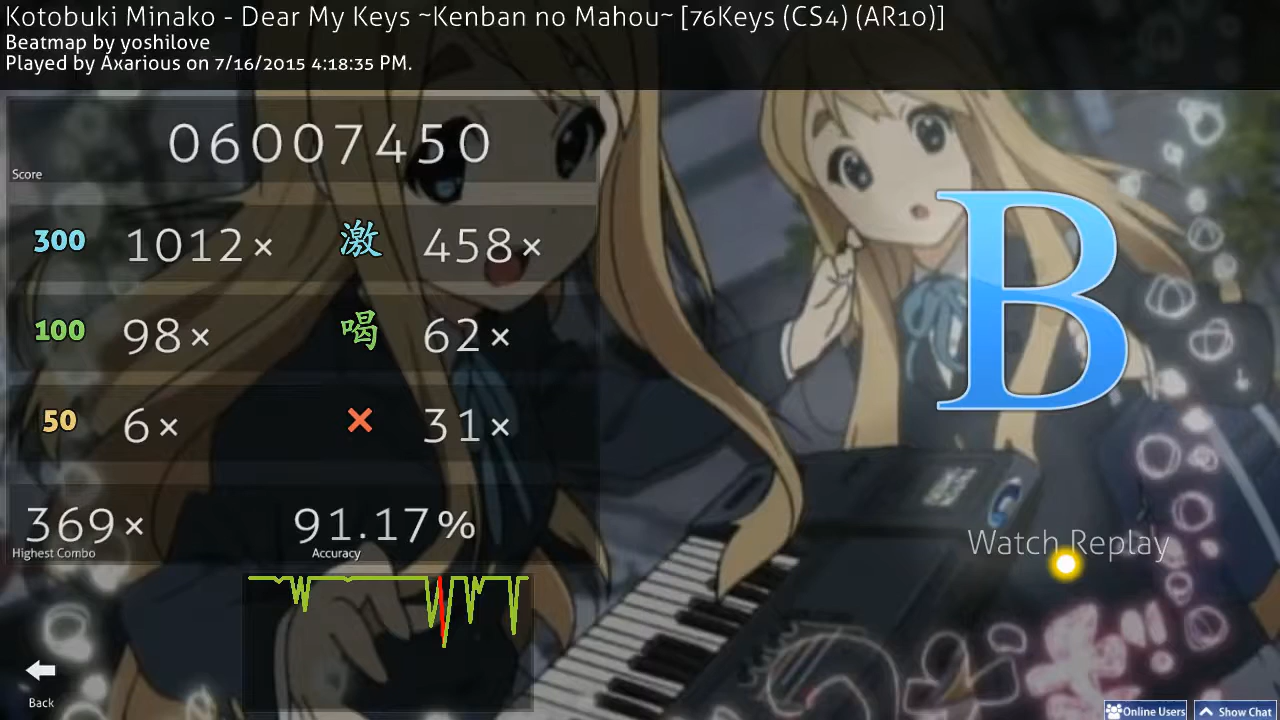 Kotobuki Minako - Dear My Keys ~Kenban no Mahou~ [76Keys (CS4) (AR10)]
Beatmap by yoshilove
Played by Axarious on 7/16/2015 4:18:35 PM.
06007450
Score
300 1012× 激 458×
100 98× 喝 62×
50 6× × 31×
369× 91.17%
Highest Combo Accuracy
B
Watch Replay
Back
Online Users Show Chat